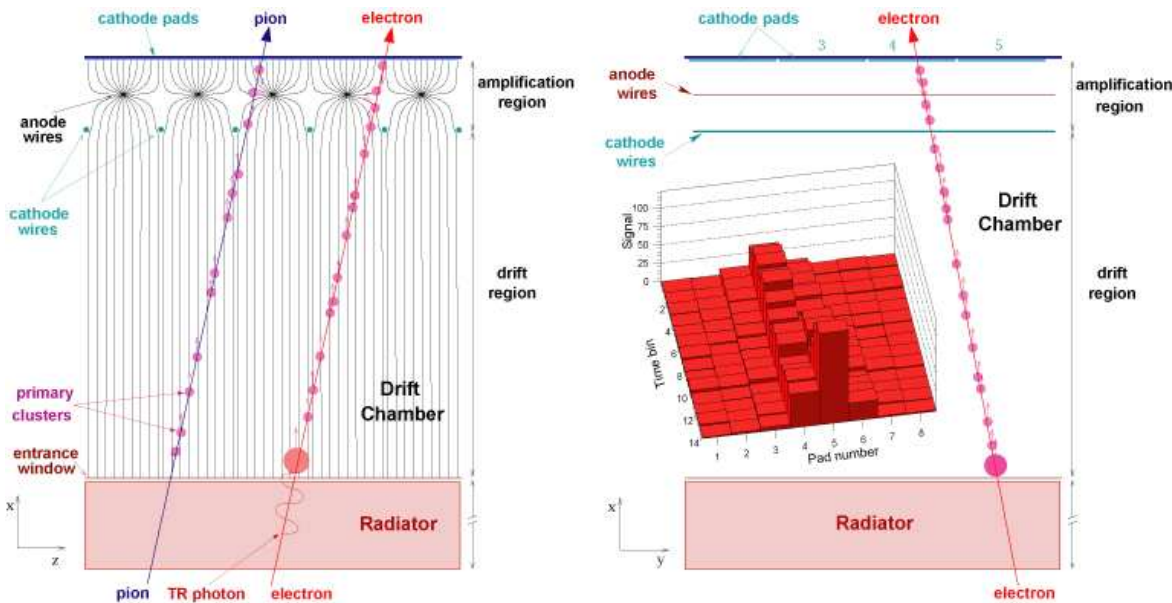 cathode pads
pion
electron
anode
wires
cathode
wires
amplification
region
drift
region
Drift
Chamber
primary
clusters
entrance
window
Radiator
x
z
pion
TR photon
electron
cathode pads
electron
3
4
5
anode
wires
amplification
region
cathode
wires
Drift
Chamber
drift
region
Signal
100
75
50
25
0
2
4
6
8
10
12
14
Time bin
1
2
3
4
5
6
7
8
Pad number
Radiator
x
y
electron